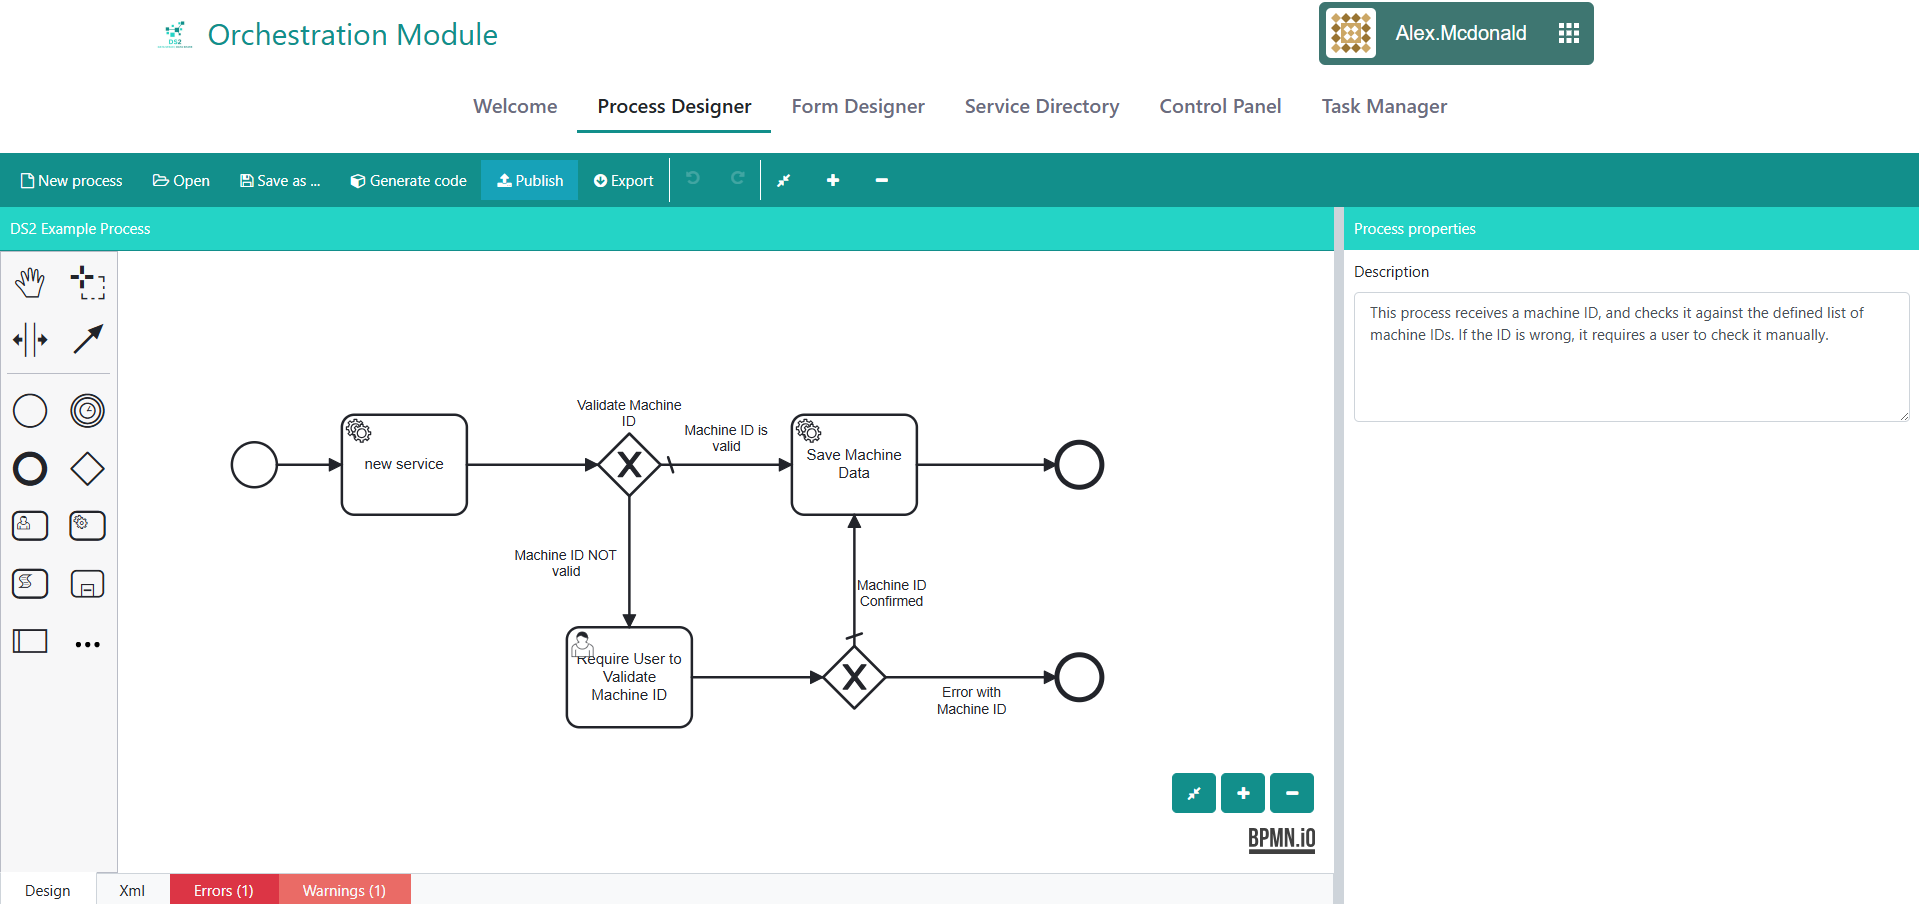 DS2
Orchestration Module
Alex.Mcdonald
Welcome
Process Designer
Form Designer
Service Directory
Control Panel
Task Manager
New process
Open
Save as ...
Generate code
Publish
Export
DS2 Example Process
Process properties
Description
This process receives a machine ID, and checks it against the defined list of
machine IDs. If the ID is wrong, it requires a user to check it manually.
new service
Validate Machine
ID
X
Machine ID is
valid
Save Machine
Data
Machine ID NOT
valid
Require User to
Validate
Machine ID
X
Machine ID
Confirmed
Error with
Machine ID
BPMN.iO
Design
Xml
Errors (1)
Warnings (1)